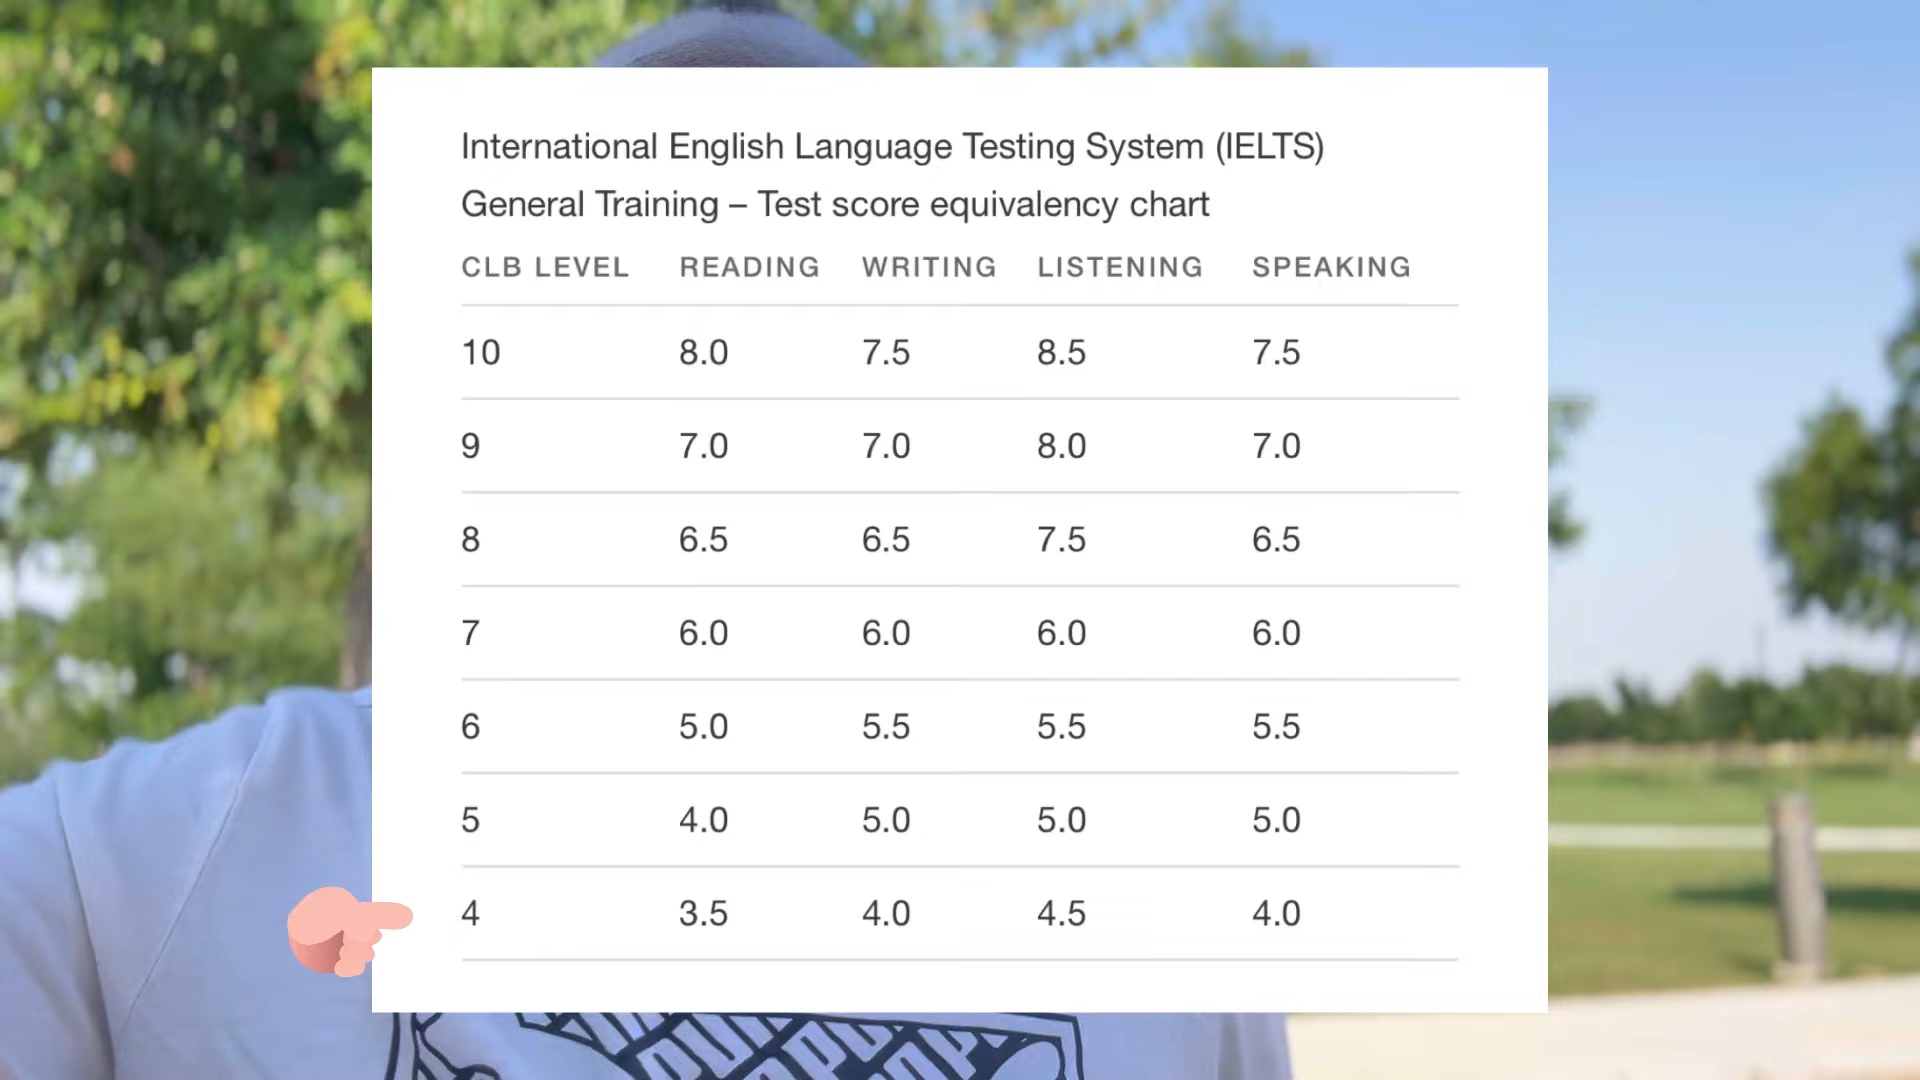 International English Language Testing System (IELTS)
General Training – Test score equivalency chart
CLB LEVEL READING WRITING LISTENING SPEAKING
10 8.0 7.5 8.5 7.5
9 7.0 7.0 8.0 7.0
8 6.5 6.5 7.5 6.5
7 6.0 6.0 6.0 6.0
6 5.0 5.5 5.5 5.5
5 4.0 5.0 5.0 5.0
4 3.5 4.0 4.5 4.0